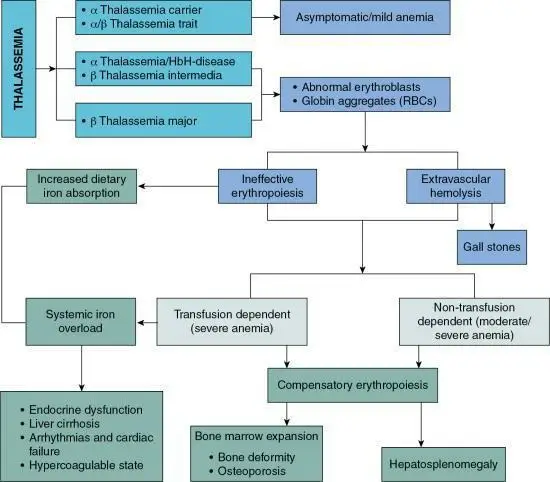 THALASSEMIA
• α Thalassemia carrier
• α/β Thalassemia trait
Asymptomatic/mild anemia
• α Thalassemia/HbH-disease
• β Thalassemia intermedia
• β Thalassemia major
• Abnormal erythroblasts
• Globin aggregates (RBCs)
Increased dietary
iron absorption
Ineffective
erythropoiesis
Extravascular
hemolysis
Gall stones
Systemic iron
overload
Transfusion dependent
(severe anemia)
Non-transfusion
dependent (moderate/
severe anemia)
Compensatory erythropoiesis
• Endocrine dysfunction
• Liver cirrhosis
• Arrhythmias and cardiac
failure
• Hypercoagulable state
Bone marrow expansion
• Bone deformity
• Osteoporosis
Hepatosplenomegaly